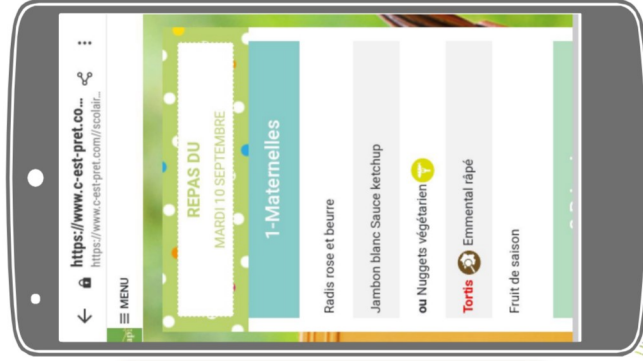 https://www.c-est-pret.co...
https://www.c-est-pret.com//scolair...
≡ MENU
REPAS DU
MARDI 10 SEPTEMBRE
1-Maternelles
Radis rose et beurre
Jambon blanc Sauce ketchup
ou Nuggets végétarien
Tortis Emmental râpé
Fruit de saison